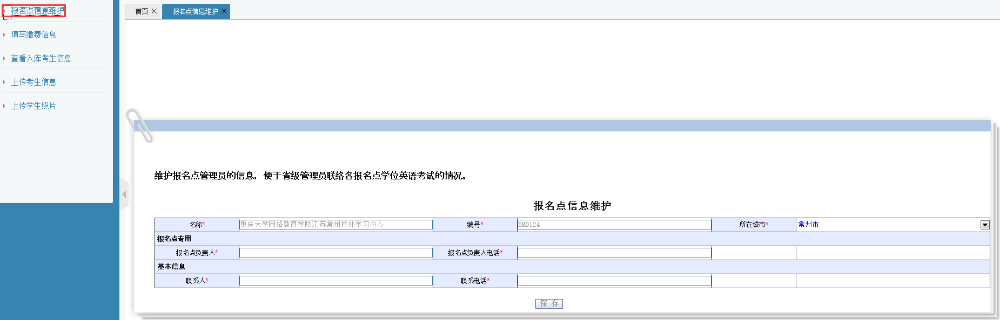 报名点信息维护
填写缴费信息
查看入库考生信息
上传考生信息
上传学生照片
首页 报名点信息维护
维护报名点管理员的信息，便于省级管理员联络各报名点学位英语考试的情况。
报名点信息维护
名称* 重庆大学网络教育学院江苏常州校外学习中心 编号* BMD124 所在城市* 常州市
报名点专用
报名点负责人* 报名点负责人电话*
基本信息
联系人* 联系电话*
保 存